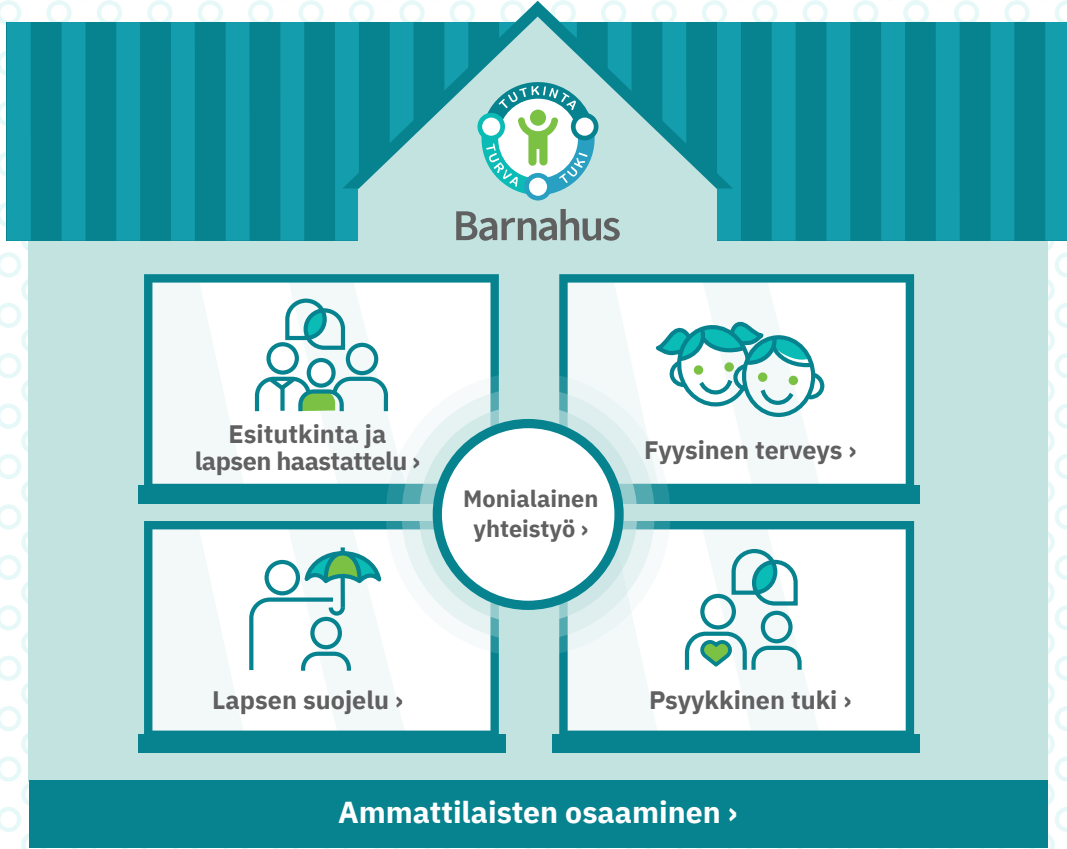 TUTKINTA
TURVA
TUKI
Barnahus
Esitutkinta ja
lapsen haastattelu ›
Fyysinen terveys ›
Monialainen
yhteistyö ›
Lapsen suojelu ›
Psyykkinen tuki ›
Ammattilaisten osaaminen ›